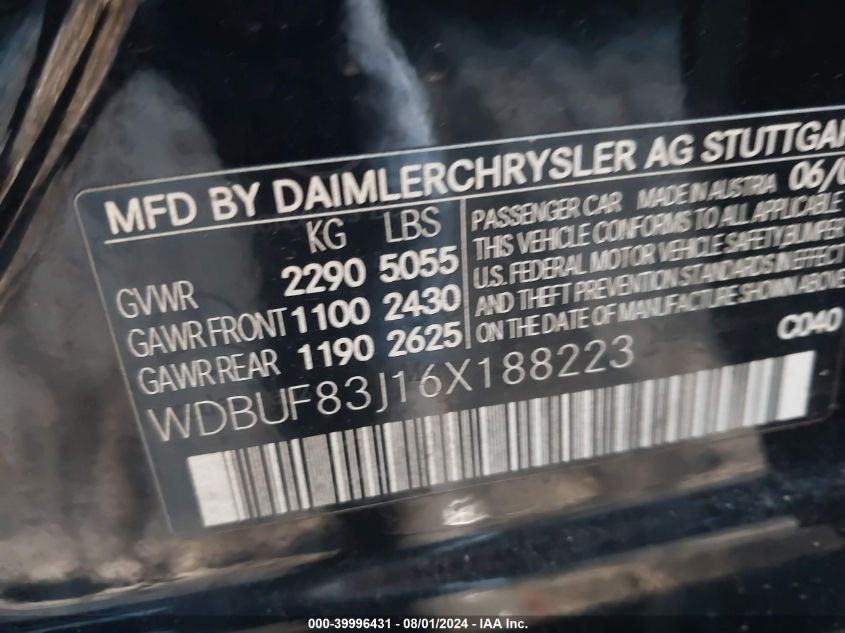 MFD BY DAIMLERCHRYSLER AG STUTTGAR
KG LBS
GVWR 2290 5055
GAWR FRONT 1100 2430
GAWR REAR 1190 2625
PASSENGER CAR MADE IN AUSTRIA 06/0
THIS VEHICLE CONFORMS TO ALL APPLICABLE
U.S. FEDERAL MOTOR VEHICLE SAFETY, BUMPER
AND THEFT PREVENTION STANDARDS IN EFFECT
ON THE DATE OF MANUFACTURE SHOWN ABOVE
C040
WDBUF83J16X188223
000-39996431 - 08/01/2024 - IAA Inc.